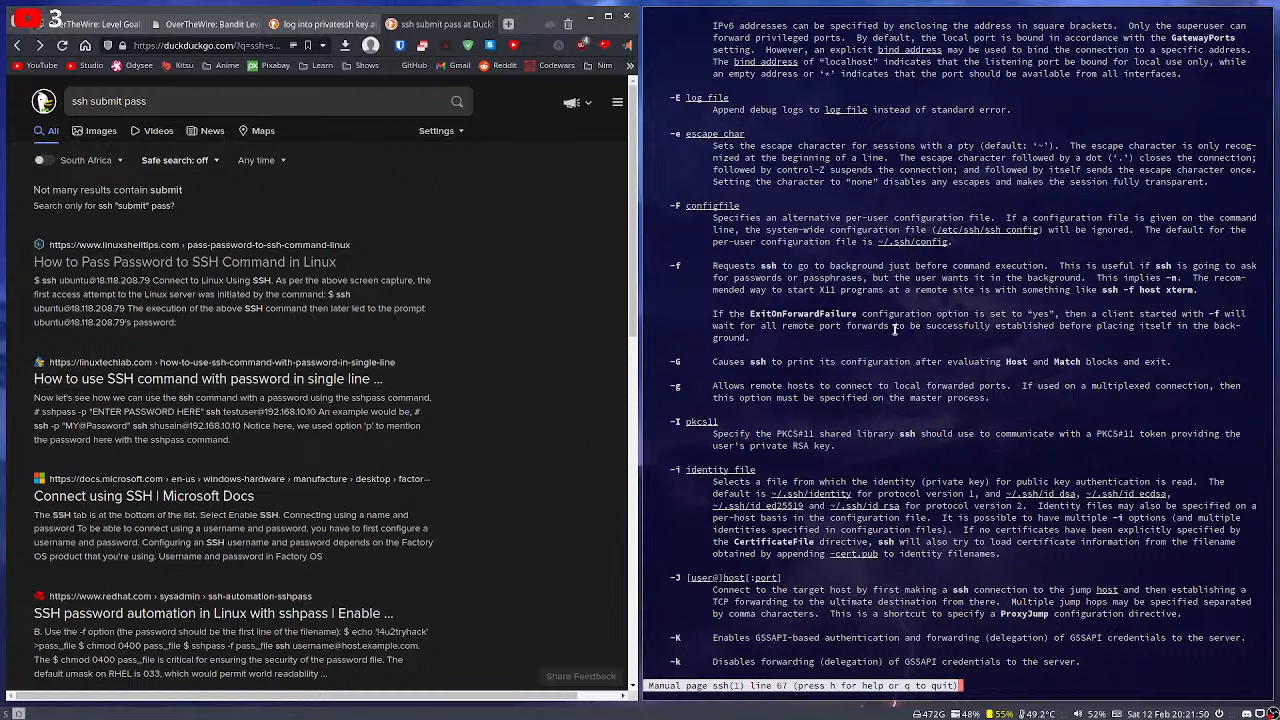 3
Level Goal
OverTheWire: Bandit Level
log into privatessh key at
ssh submit pass at Duck
https://duckduckgo.com/?q=ssh+s
4
YouTube
Studio
Odysee
Kitsu
Anime
Pixabay
Learn
Shows
GitHub
Gmail
Reddit
Codewars
Nim
ssh submit pass
All
Images
Videos
News
Maps
Settings
South Africa
Safe search: off
Any time
Not many results contain submit
Search only for ssh "submit" pass?
https://www.linuxshelltips.com › pass-password-to-ssh-command-linux
How to Pass Password to SSH Command in Linux
$ ssh ubuntu@18.118.208.79 Connect to Linux Using SSH. As per the above screen capture, the
first access attempt to the Linux server was initiated by the command: $ ssh
ubuntu@18.118.208.79 The execution of the above SSH command then later led to the prompt:
ubuntu@18.118.208.79's password:
https://linuxhowto.net › how-to-use-ssh-command-with-password-in-single-line
How to use SSH command with password in single line ...
Now let's see how we can use the ssh command with a password using the sshpass command,
# sshpass -p "ENTER PASSWORD HERE" ssh testuser@192.168.10.10 An example would be, #
ssh -p "MY@Password" ssh shusain@192.168.10.10 Notice here, we used option 'p' to mention
the password here with the sshpass command.
https://docs.microsoft.com › en-us › windows-hardware › manufacture › desktop › factor···
Connect using SSH | Microsoft Docs
The SSH tab is at the bottom of the list. Select Enable SSH. Connecting using a name and
password To be able to connect using a username and password, you have to first configure a
username and password. Configuring an SSH username and password depends on the Factory
OS product that you're using. Username and password in Factory OS
https://www.redhat.com › sysadmin › ssh-automation-sshpass
SSH password automation in Linux with sshpass | Enable ...
B. Use the -f option (the password should be the first line of the filename): $ echo '!4u2tryhack'
>pass_file $ chmod 0400 pass_file $ sshpass -f pass_file ssh username@host.example.com.
The $ chmod 0400 pass_file is critical for ensuring the security of the password file. The
default umask on RHEL is 033, which would permit world readability ...
Share Feedback
IPv6 addresses can be specified by enclosing the address in square brackets. Only the superuser can
forward privileged ports. By default, the local port is bound in accordance with the GatewayPorts
setting. However, an explicit bind_address may be used to bind the connection to a specific address.
The bind_address of “localhost” indicates that the listening port be bound for local use only, while
an empty address or ‘*’ indicates that the port should be available from all interfaces.
-E log_file
Append debug logs to log_file instead of standard error.
-e escape_char
Sets the escape character for sessions with a pty (default: ‘~’). The escape character is only recog-
nized at the beginning of a line. The escape character followed by a dot (‘.’) closes the connection;
followed by control-Z suspends the connection; and followed by itself sends the escape character once.
Setting the character to “none” disables any escapes and makes the session fully transparent.
-F configfile
Specifies an alternative per-user configuration file. If a configuration file is given on the command
line, the system-wide configuration file (/etc/ssh/ssh_config) will be ignored. The default for the
per-user configuration file is ~/.ssh/config.
-f Requests ssh to go to background just before command execution. This is useful if ssh is going to ask
for passwords or passphrases, but the user wants it in the background. This implies -n. The recom-
mended way to start X11 programs at a remote site is with something like ssh -f host xterm.
If the ExitOnForwardFailure configuration option is set to “yes”, then a client started with -f will
wait for all remote port forwards to be successfully established before placing itself in the back-
ground.
-G Causes ssh to print its configuration after evaluating Host and Match blocks and exit.
-g Allows remote hosts to connect to local forwarded ports. If used on a multiplexed connection, then
this option must be specified on the master process.
-I pkcs11
Specify the PKCS#11 shared library ssh should use to communicate with a PKCS#11 token providing the
user's private RSA key.
-i identity_file
Selects a file from which the identity (private key) for public key authentication is read. The
default is ~/.ssh/identity for protocol version 1, and ~/.ssh/id_dsa, ~/.ssh/id_ecdsa,
~/.ssh/id_ed25519 and ~/.ssh/id_rsa for protocol version 2. Identity files may also be specified on a
per-host basis in the configuration file. It is possible to have multiple -i options (and multiple
identities specified in configuration files). If no certificates have been explicitly specified by
the CertificateFile directive, ssh will also try to load certificate information from the filename
obtained by appending -cert.pub to identity filenames.
-J [user@]host[:port]
Connect to the target host by first making a ssh connection to the jump host and then establishing a
TCP forwarding to the ultimate destination from there. Multiple jump hops may be specified separated
by comma characters. This is a shortcut to specify a ProxyJump configuration directive.
-K Enables GSSAPI-based authentication and forwarding (delegation) of GSSAPI credentials to the server.
-k Disables forwarding (delegation) of GSSAPI credentials to the server.
Manual page ssh(1) line 67 (press h for help or q to quit)
S
472G 48% 55% 49.2°C 52% Sat 12 Feb 20:21:50